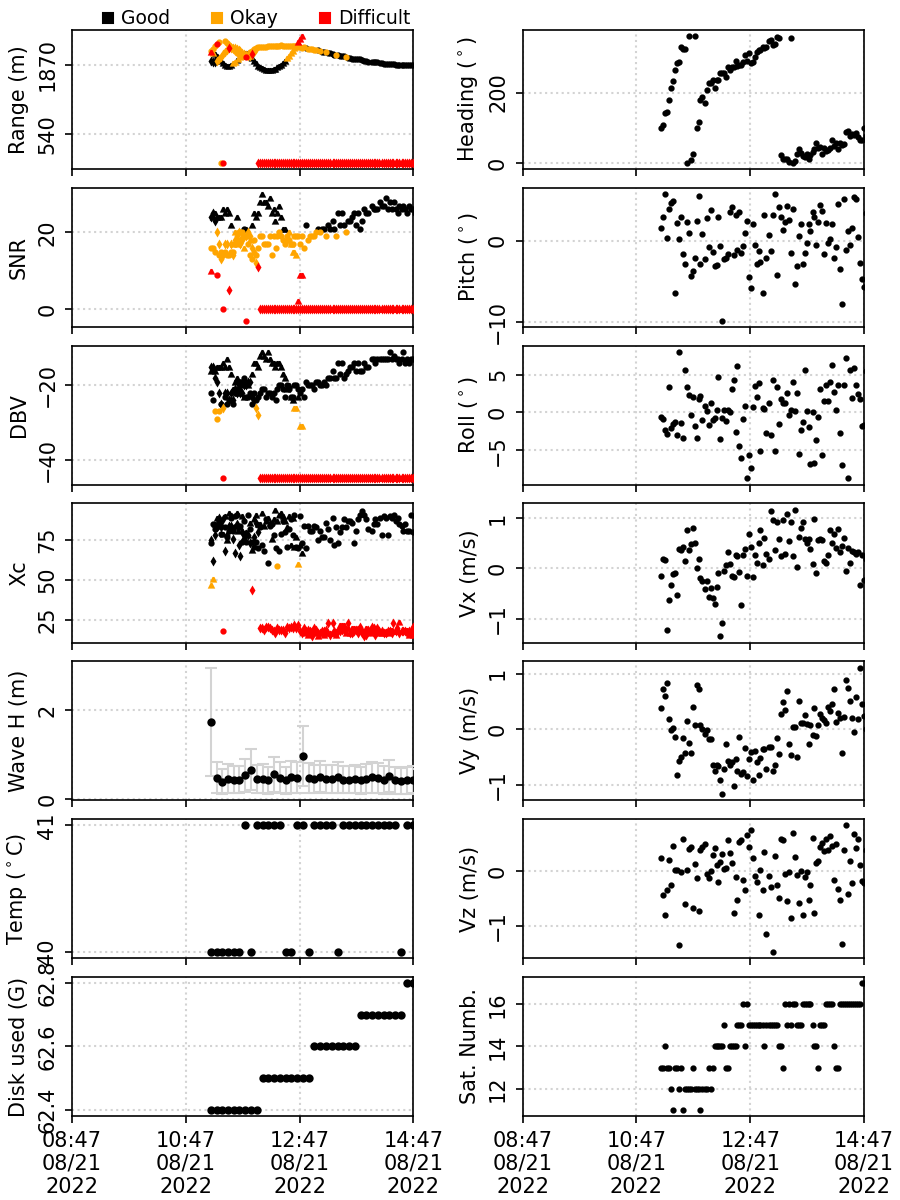 Good Okay Difficult
Range (m)
1870
540
Heading (°)
200
0
SNR
20
0
Pitch (°)
0
−10
DBV
−20
−40
Roll (°)
5
0
−5
Xc
75
50
25
Vx (m/s)
1
0
−1
Wave H (m)
2
0
Vy (m/s)
1
0
−1
Temp (°C)
41
40
Vz (m/s)
0
−1
Disk used (G)
62.8
62.6
62.4
Sat. Numb.
16
14
12
08:47 10:47 12:47 14:47
08/21 08/21 08/21 08/21
2022 2022 2022 2022
08:47 10:47 12:47 14:47
08/21 08/21 08/21 08/21
2022 2022 2022 2022